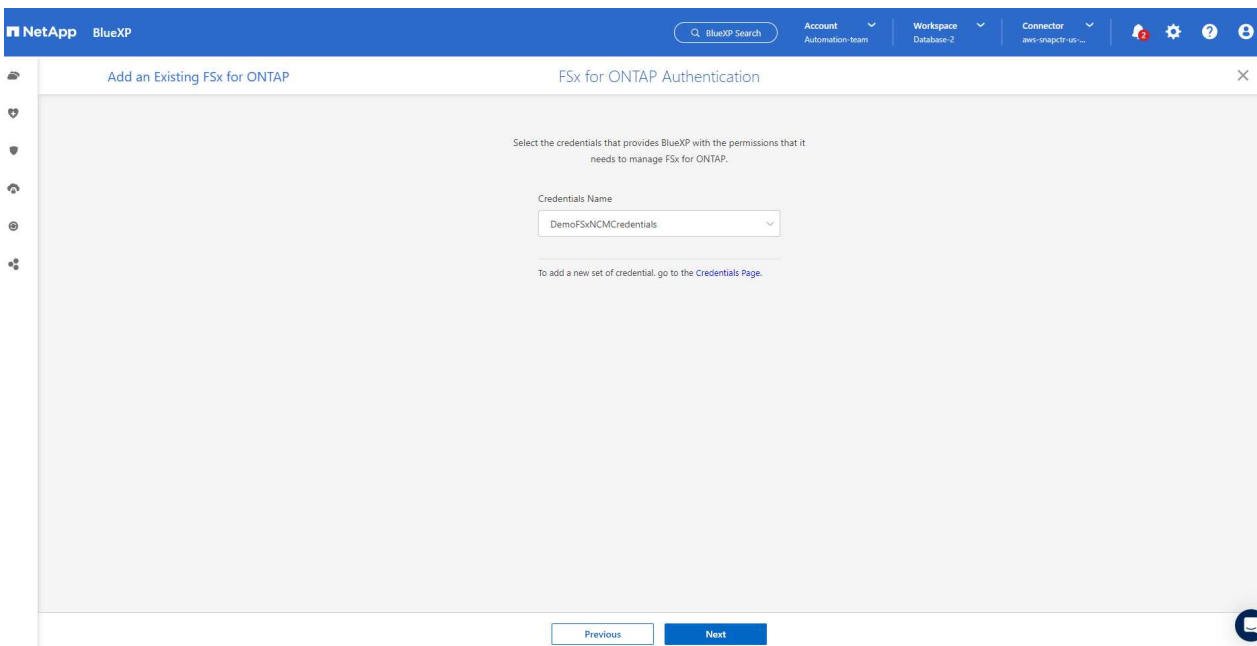 NetApp BlueXP
BlueXP Search
Account
Automation-team
Workspace
Database-2
Connector
aws-snapctr-us-...
2
Add an Existing FSx for ONTAP
FSx for ONTAP Authentication
Select the credentials that provides BlueXP with the permissions that it
needs to manage FSx for ONTAP.
Credentials Name
DemoFSxNCMCredentials
To add a new set of credential. go to the Credentials Page.
Previous
Next